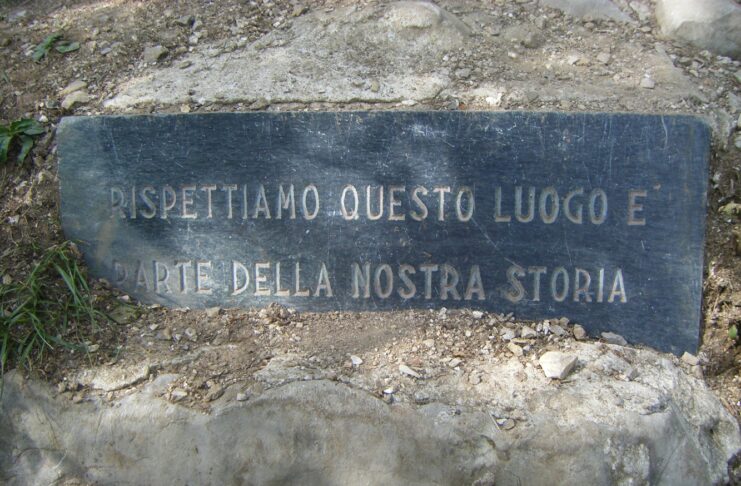 RISPETTIAMO QUESTO LUOGO E'
PARTE DELLA NOSTRA STORIA